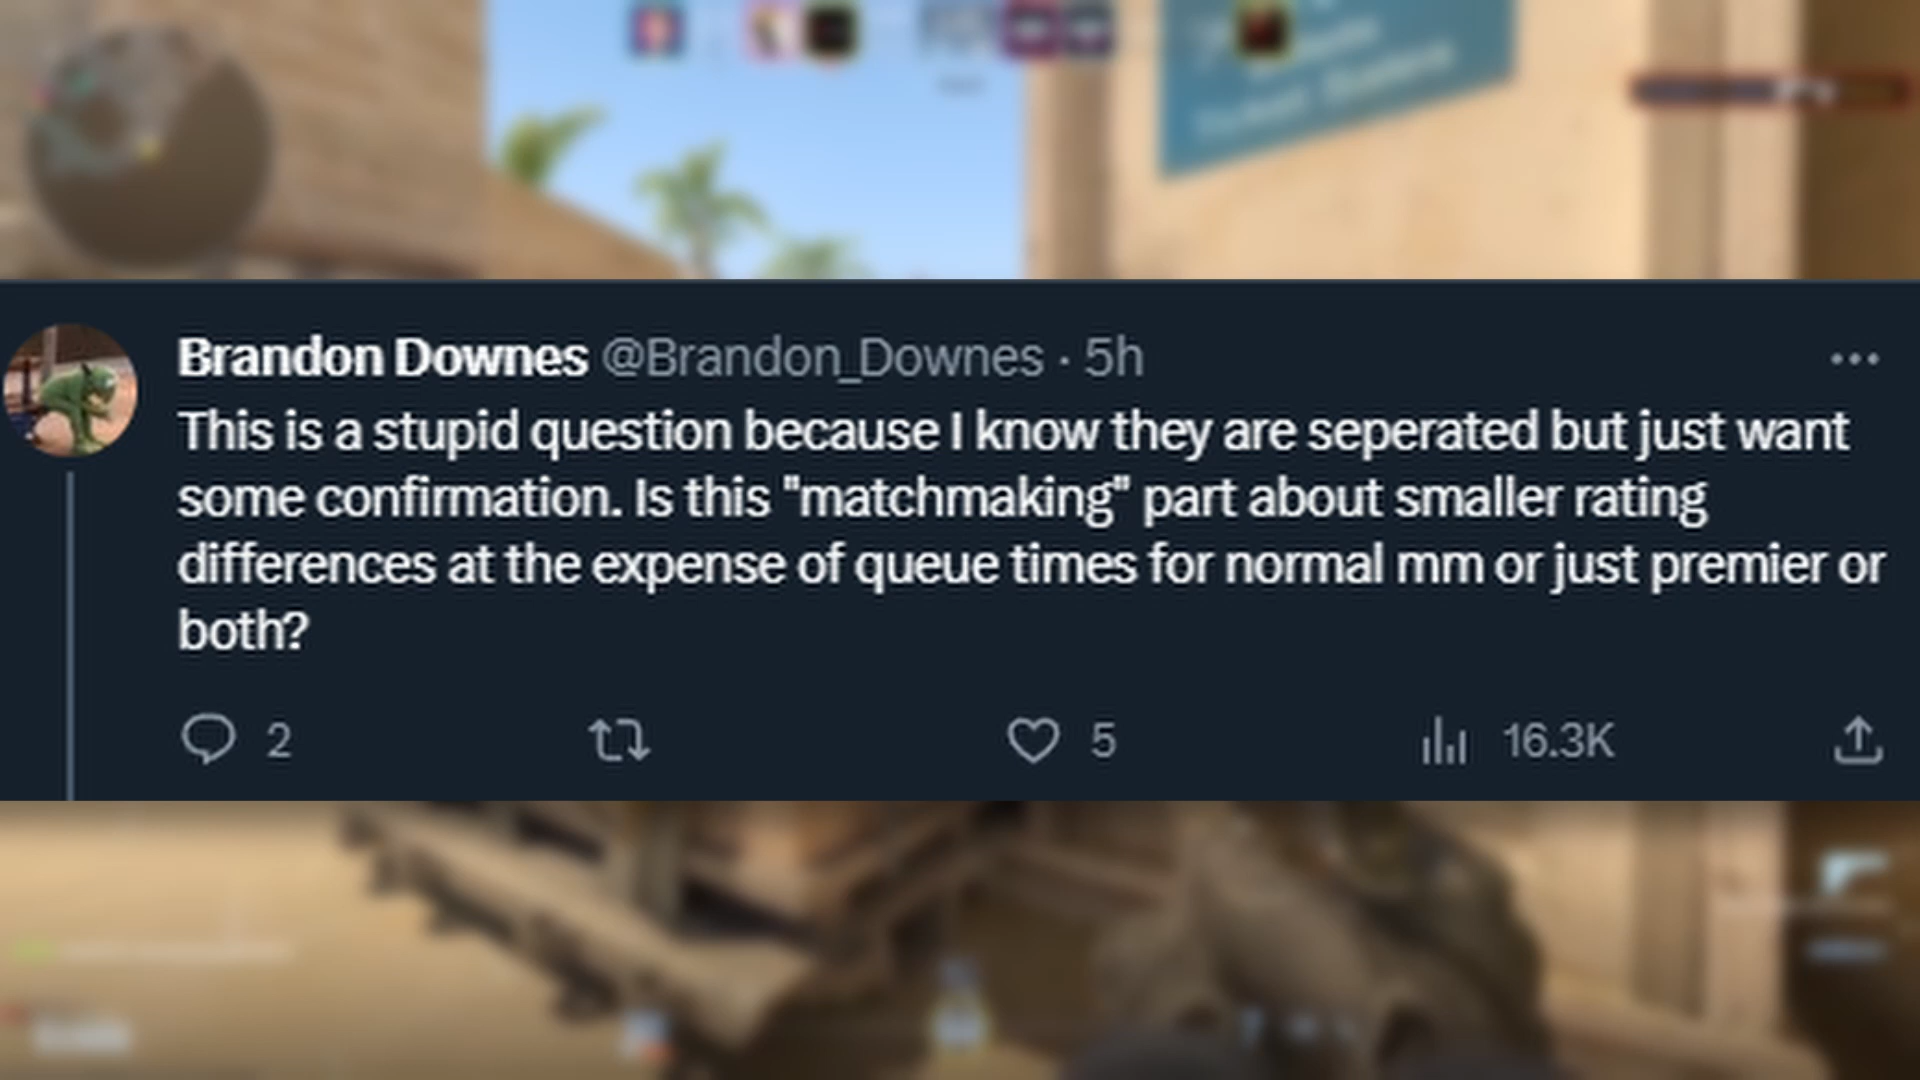 Brandon Downes @Brandon_Downes · 5h
This is a stupid question because I know they are seperated but just want
some confirmation. Is this "matchmaking" part about smaller rating
differences at the expense of queue times for normal mm or just premier or
both?
2 5 16.3K